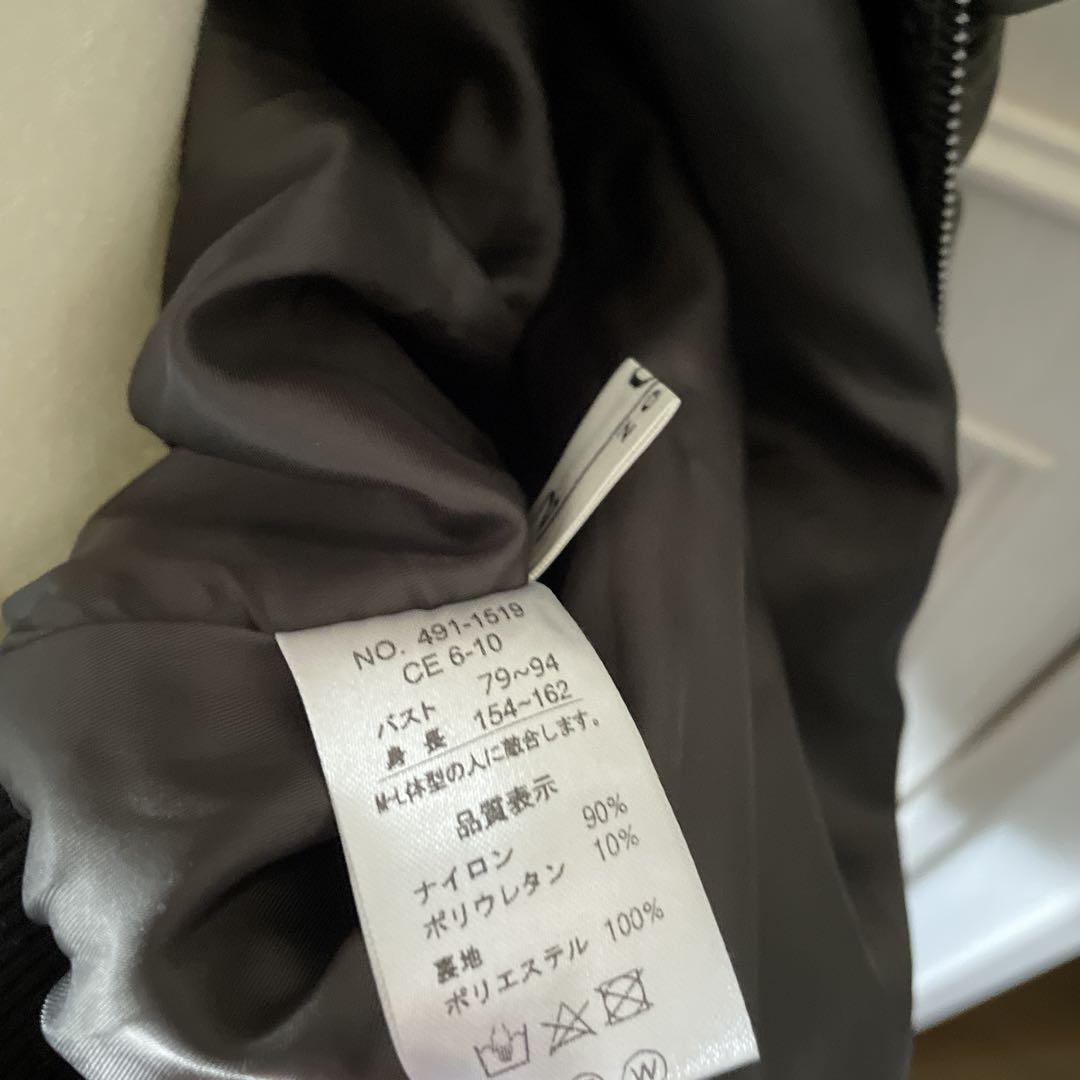 NO. 491-1519
CE 6-10
バスト 79~94
身長 154~162
M-L体型の人に敵合します。
品質表示
ナイロン 90%
ポリウレタン 10%
裏地
ポリエステル 100%
W